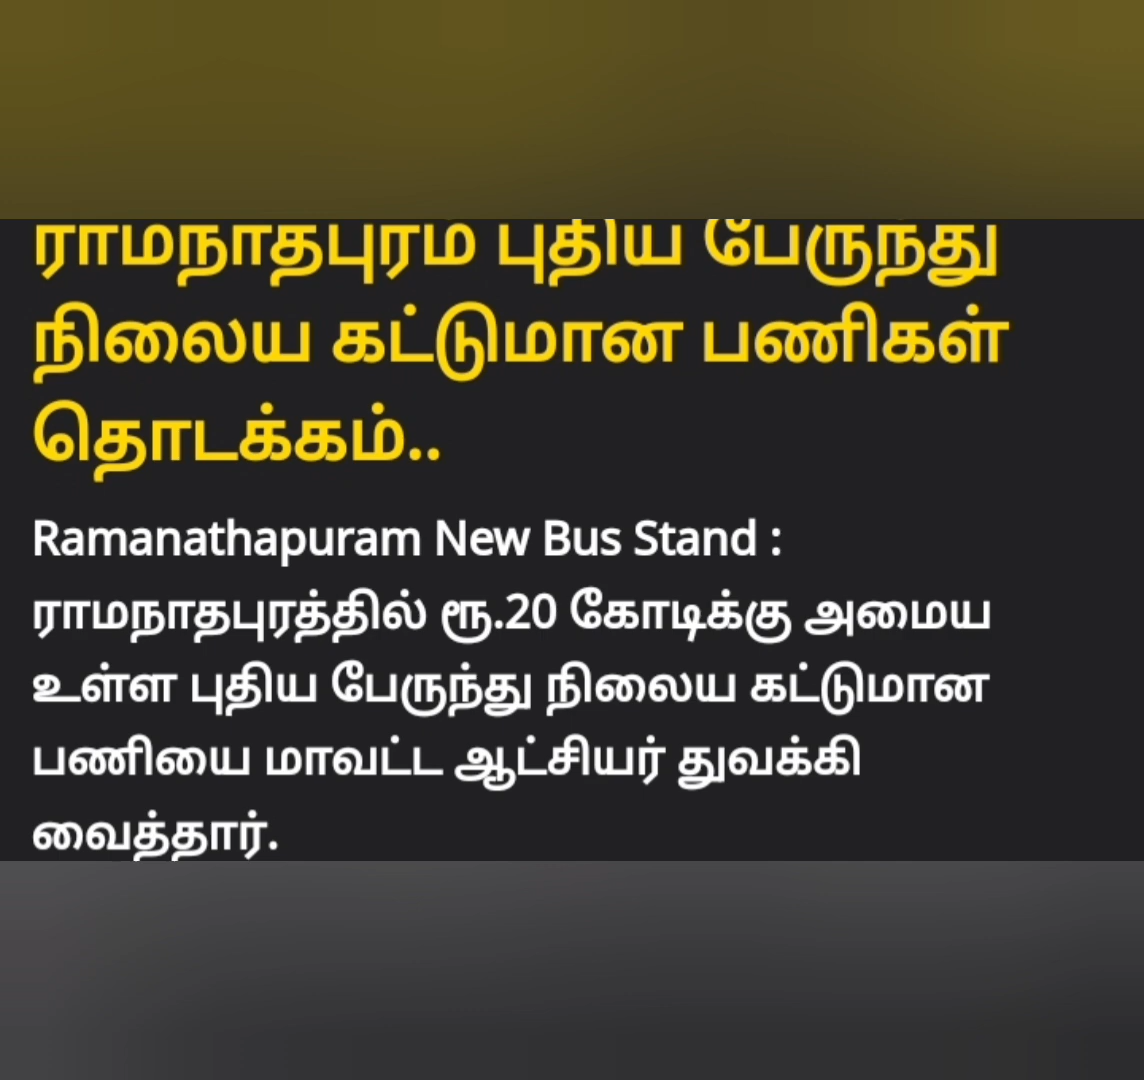 ராமநாதபுரம் புதிய பேருந்து
நிலைய கட்டுமான பணிகள்
தொடக்கம்..
Ramanathapuram New Bus Stand :
ராமநாதபுரத்தில் ரூ.20 கோடிக்கு அமைய
உள்ள புதிய பேருந்து நிலைய கட்டுமான
பணியை மாவட்ட ஆட்சியர் துவக்கி
வைத்தார்.